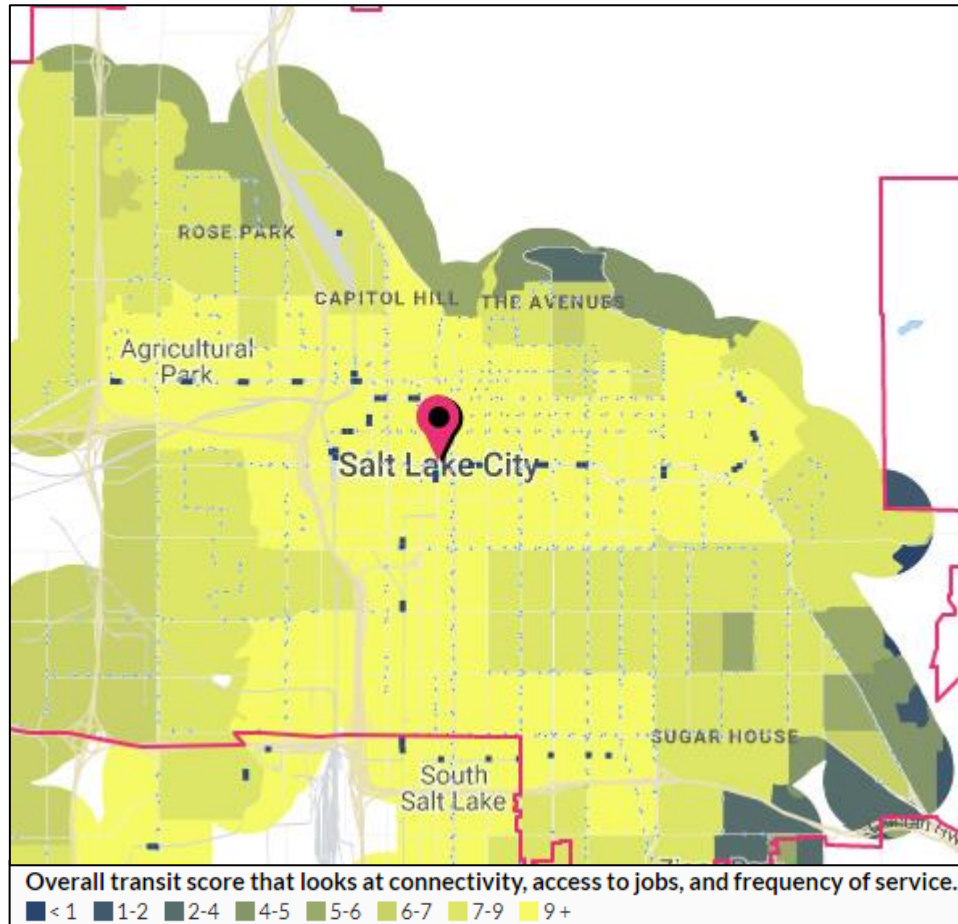 ROSE PARK
CAPITOL HILL
THE AVENUES
Agricultural
Park
Salt Lake City
SUGAR HOUSE
South
Salt Lake
Overall transit score that looks at connectivity, access to jobs, and frequency of service.
< 1 1-2 2-4 4-5 5-6 6-7 7-9 9 +